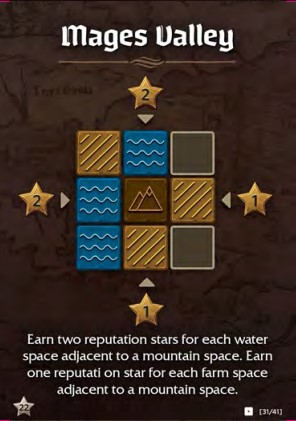 Mages Valley
2
2
1
1
Earn two reputation stars for each water
space adjacent to a mountain space. Earn
one reputati on star for each farm space
adjacent to a mountain space.
22
[31/41]